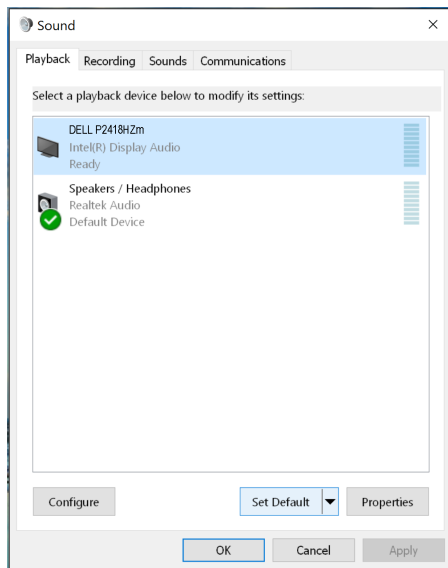 Sound
Playback Recording Sounds Communications
Select a playback device below to modify its settings:
DELL P2418HZm
Intel(R) Display Audio
Ready
Speakers / Headphones
Realtek Audio
Default Device
Configure Set Default Properties
OK Cancel Apply